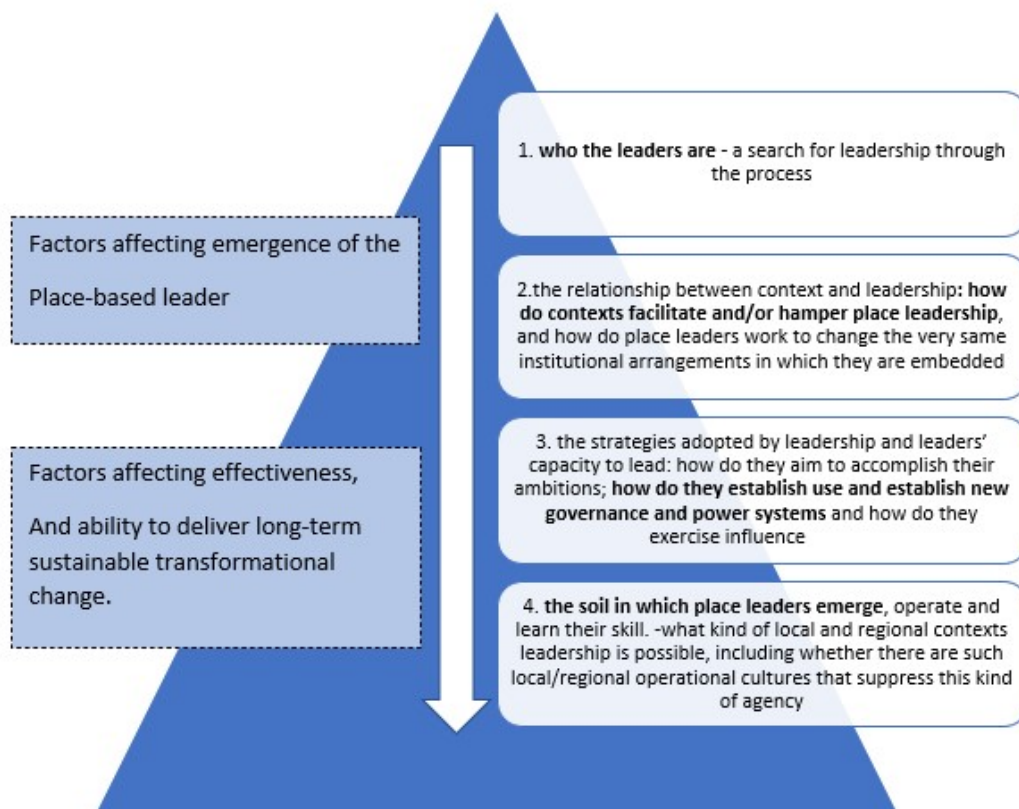 1. who the leaders are - a search for leadership through
the process
Factors affecting emergence of the
Place-based leader
2.the relationship between context and leadership: how
do contexts facilitate and/or hamper place leadership,
and how do place leaders work to change the very same
institutional arrangements in which they are embedded
Factors affecting effectiveness,
And ability to deliver long-term
sustainable transformational
change.
3. the strategies adopted by leadership and leaders’
capacity to lead: how do they aim to accomplish their
ambitions; how do they establish use and establish new
governance and power systems and how do they
exercise influence
4. the soil in which place leaders emerge, operate and
learn their skill. -what kind of local and regional contexts
leadership is possible, including whether there are such
local/regional operational cultures that suppress this kind
of agency